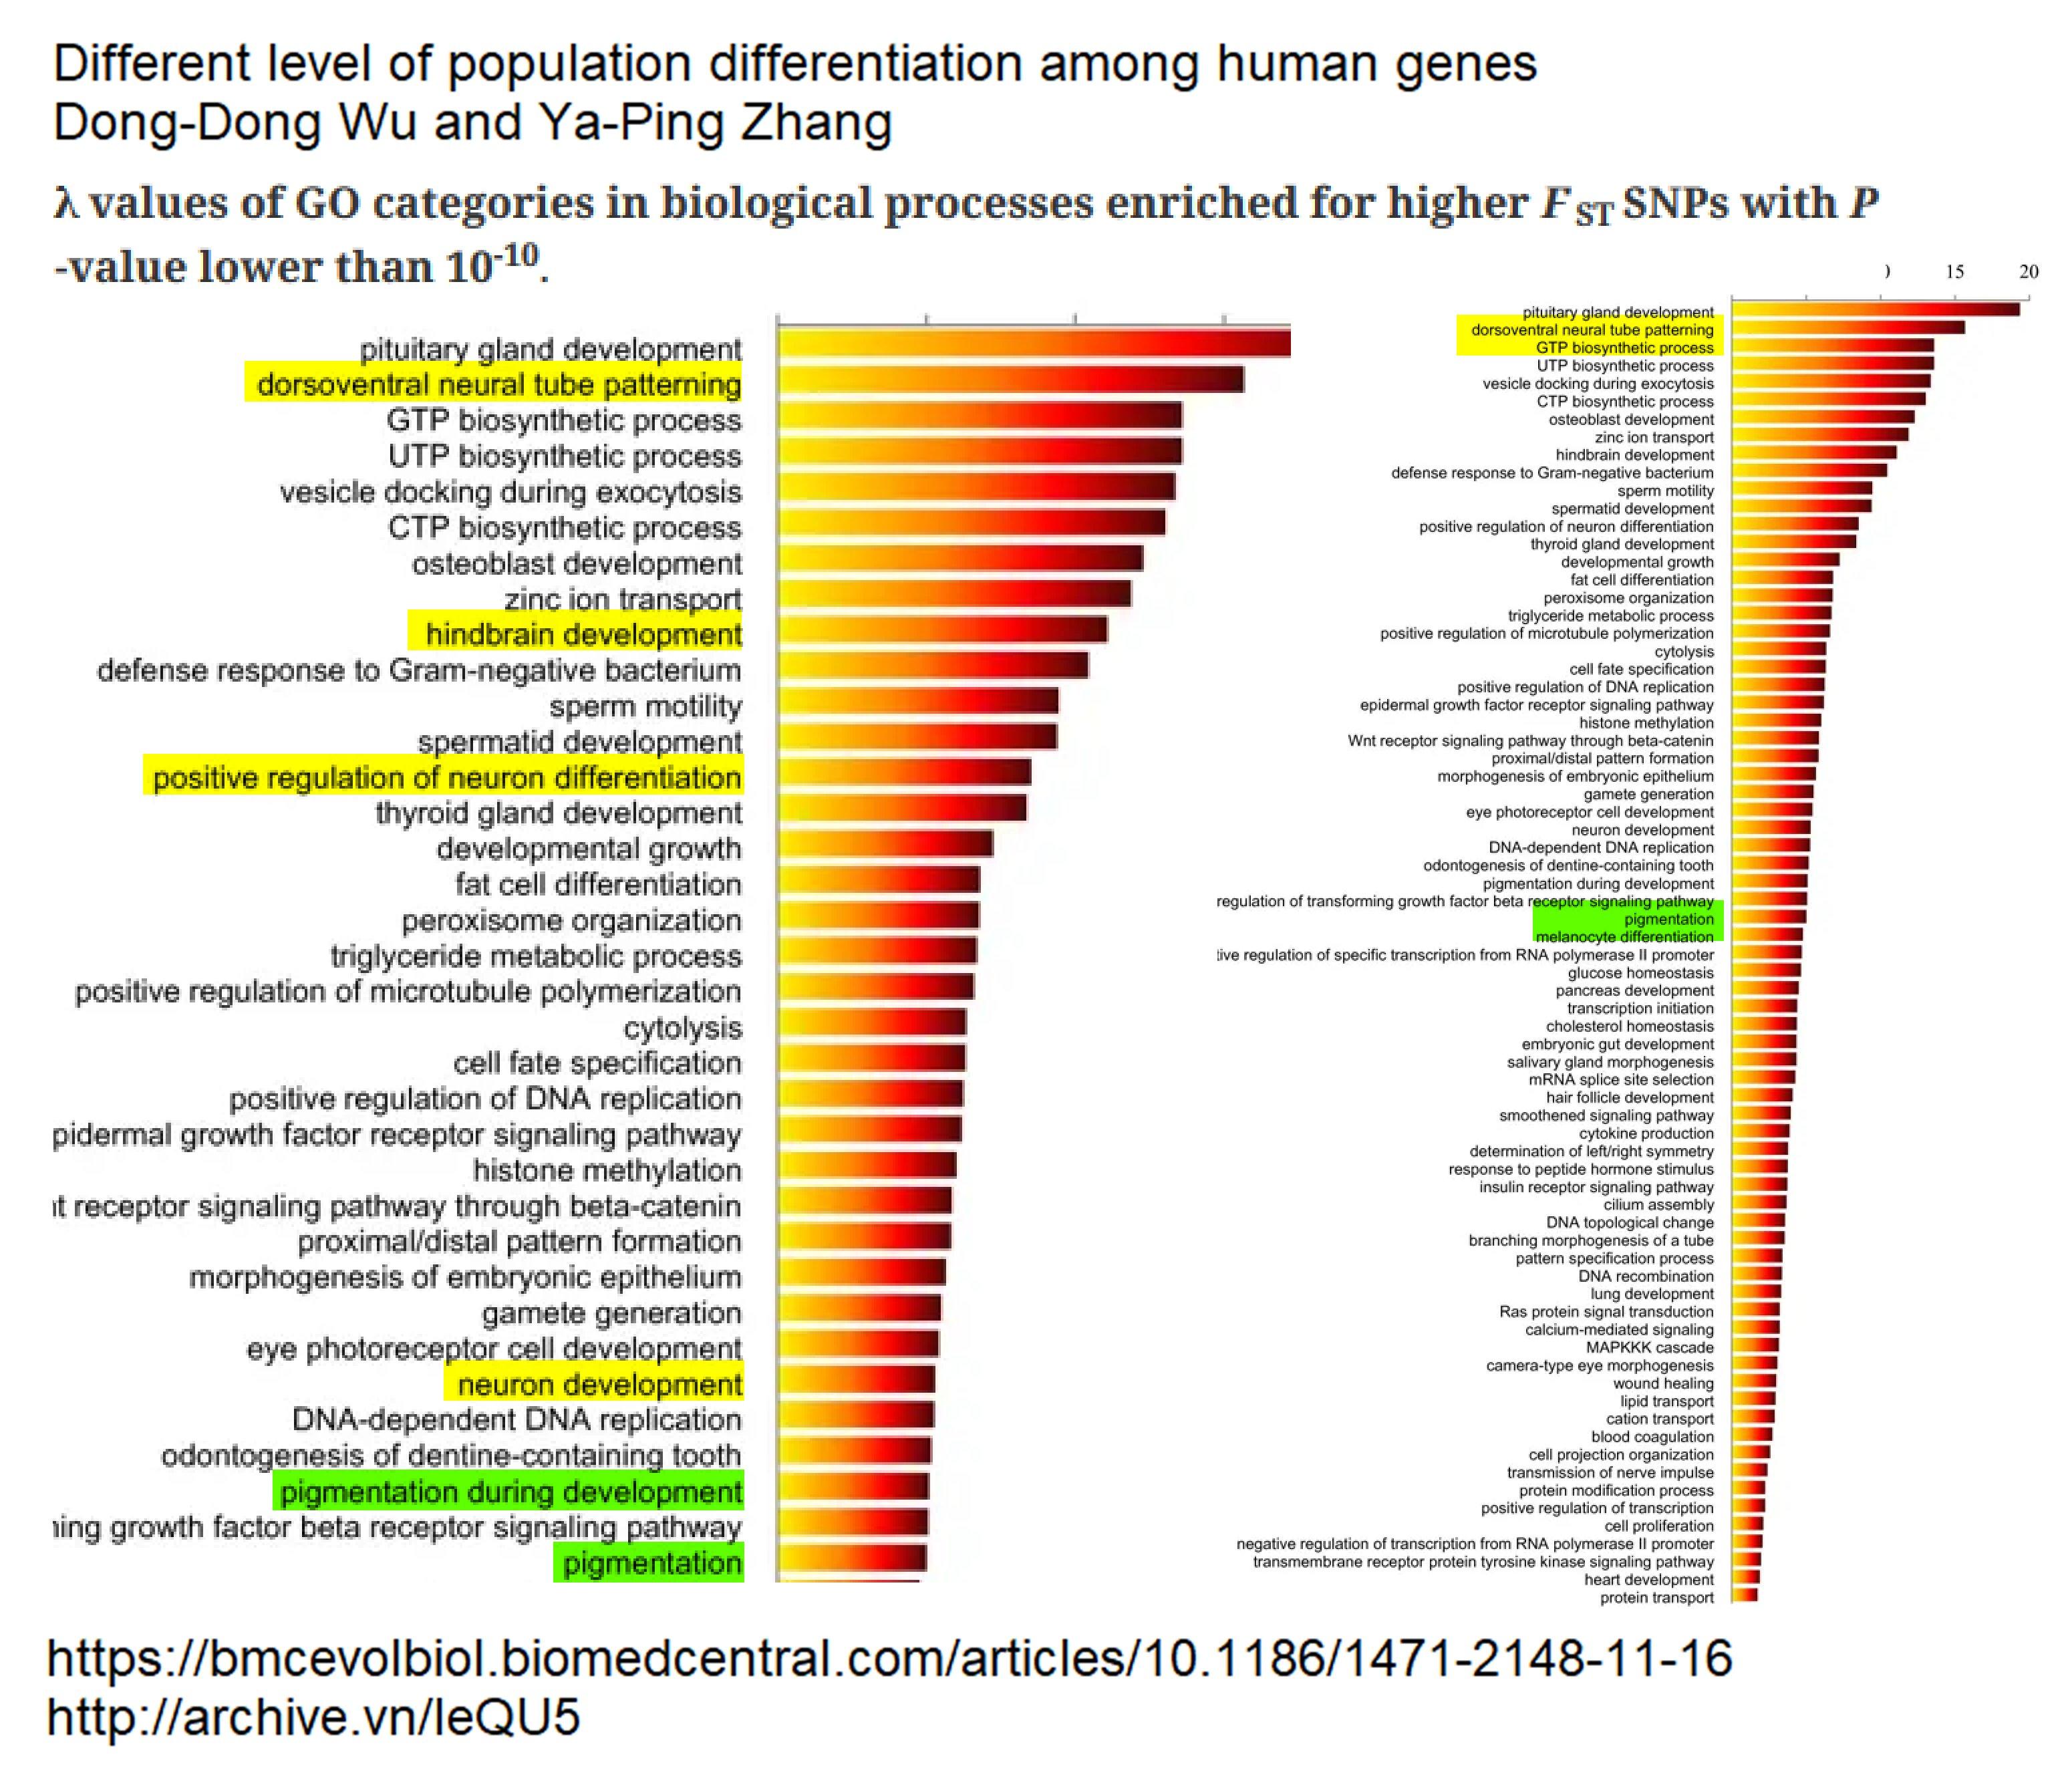 Different level of population differentiation among human genes
Dong-Dong Wu and Ya-Ping Zhang
λ values of GO categories in biological processes enriched for higher FST SNPs with P
-value lower than 10-10.
pituitary gland development
dorsoventral neural tube patterning
GTP biosynthetic process
UTP biosynthetic process
vesicle docking during exocytosis
CTP biosynthetic process
osteoblast development
zinc ion transport
hindbrain development
defense response to Gram-negative bacterium
sperm motility
spermatid development
positive regulation of neuron differentiation
thyroid gland development
developmental growth
fat cell differentiation
peroxisome organization
triglyceride metabolic process
positive regulation of microtubule polymerization
cytolysis
cell fate specification
positive regulation of DNA replication
pidermal growth factor receptor signaling pathway
histone methylation
t receptor signaling pathway through beta-catenin
proximal/distal pattern formation
morphogenesis of embryonic epithelium
gamete generation
eye photoreceptor cell development
neuron development
DNA-dependent DNA replication
odontogenesis of dentine-containing tooth
pigmentation during development
ning growth factor beta receptor signaling pathway
pigmentation
) 15 20
pituitary gland development
dorsoventral neural tube patterning
GTP biosynthetic process
UTP biosynthetic process
vesicle docking during exocytosis
CTP biosynthetic process
osteoblast development
zinc ion transport
hindbrain development
defense response to Gram-negative bacterium
sperm motility
spermatid development
positive regulation of neuron differentiation
thyroid gland development
developmental growth
fat cell differentiation
peroxisome organization
triglyceride metabolic process
positive regulation of microtubule polymerization
cytolysis
cell fate specification
positive regulation of DNA replication
epidermal growth factor receptor signaling pathway
histone methylation
Wnt receptor signaling pathway through beta-catenin
proximal/distal pattern formation
morphogenesis of embryonic epithelium
gamete generation
eye photoreceptor cell development
neuron development
DNA-dependent DNA replication
odontogenesis of dentine-containing tooth
pigmentation during development
regulation of transforming growth factor beta receptor signaling pathway
pigmentation
melanocyte differentiation
tive regulation of specific transcription from RNA polymerase II promoter
glucose homeostasis
pancreas development
transcription initiation
cholesterol homeostasis
embryonic gut development
salivary gland morphogenesis
mRNA splice site selection
hair follicle development
smoothened signaling pathway
cytokine production
determination of left/right symmetry
response to peptide hormone stimulus
insulin receptor signaling pathway
cilium assembly
DNA topological change
branching morphogenesis of a tube
pattern specification process
DNA recombination
lung development
Ras protein signal transduction
calcium-mediated signaling
MAPKKK cascade
camera-type eye morphogenesis
wound healing
lipid transport
cation transport
blood coagulation
cell projection organization
transmission of nerve impulse
protein modification process
positive regulation of transcription
cell proliferation
negative regulation of transcription from RNA polymerase II promoter
transmembrane receptor protein tyrosine kinase signaling pathway
heart development
protein transport
https://bmcevolbiol.biomedcentral.com/articles/10.1186/1471-2148-11-16
http://archive.vn/IeQU5